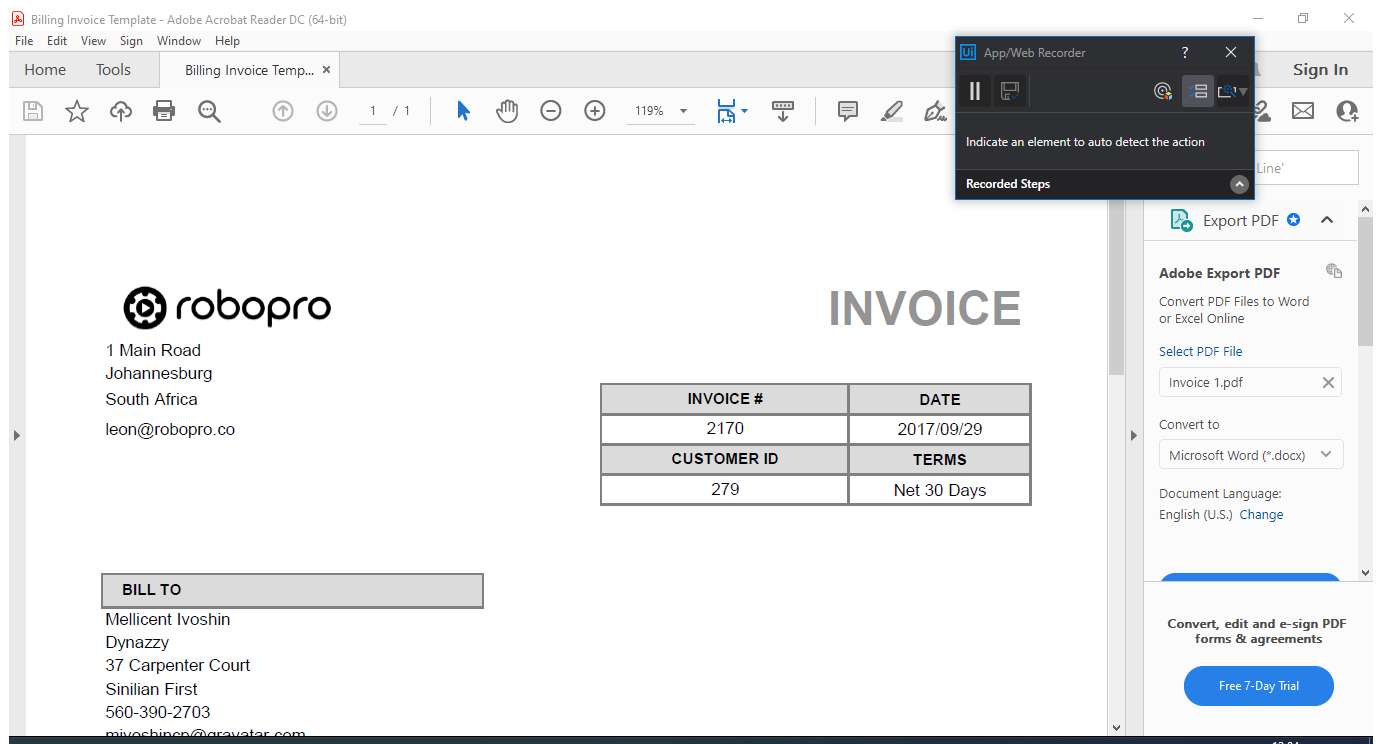 Billing Invoice Template - Adobe Acrobat Reader DC (64-bit)
File Edit View Sign Window Help
Home Tools Billing Invoice Temp... × Sign In
1 / 1 119%
Ui App/Web Recorder ? ×
Indicate an element to auto detect the action
Recorded Steps
Line'
robopro
1 Main Road
Johannesburg
South Africa
leon@robopro.co
INVOICE
INVOICE # DATE
2170 2017/09/29
CUSTOMER ID TERMS
279 Net 30 Days
BILL TO
Mellicent Ivoshin
Dynazzy
37 Carpenter Court
Sinilian First
560-390-2703
mivoshincp@gravatar.com
Export PDF
Adobe Export PDF
Convert PDF Files to Word
or Excel Online
Select PDF File
Invoice 1.pdf
Convert to
Microsoft Word (*.docx)
Document Language:
English (U.S.) Change
Convert, edit and e-sign PDF
forms & agreements
Free 7-Day Trial